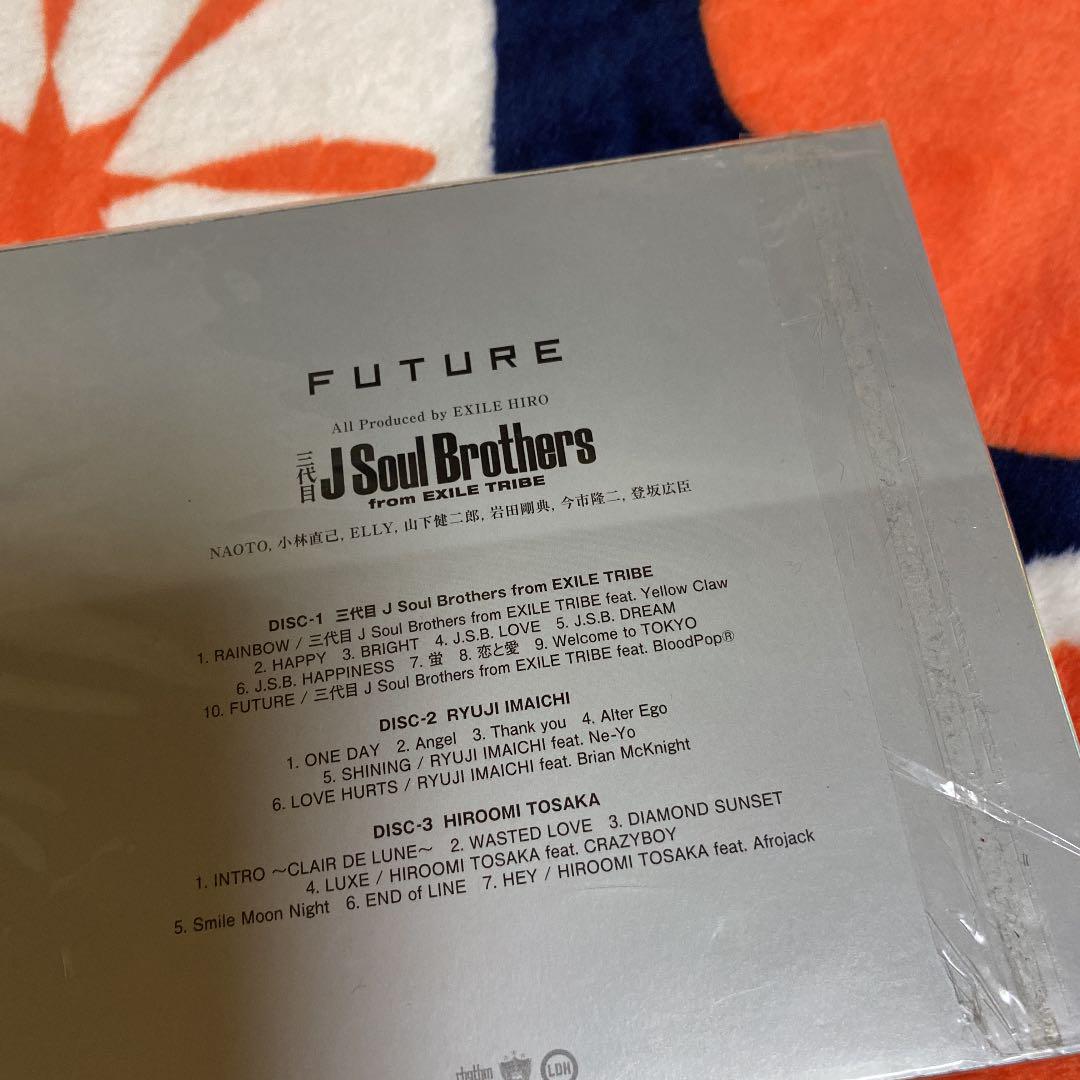 FUTURE
All Produced by EXILE HIRO
三代目 J Soul Brothers
from EXILE TRIBE
NAOTO, 小林直己, ELLY, 山下健二郎, 岩田剛典, 今市隆二, 登坂広臣
DISC-1 三代目 J Soul Brothers from EXILE TRIBE
1. RAINBOW / 三代目 J Soul Brothers from EXILE TRIBE feat. Yellow Claw
2. HAPPY 3. BRIGHT 4. J.S.B. LOVE 5. J.S.B. DREAM
6. J.S.B. HAPPINESS 7. 蛍 8. 恋と愛 9. Welcome to TOKYO
10. FUTURE / 三代目 J Soul Brothers from EXILE TRIBE feat. BloodPop®
DISC-2 RYUJI IMAICHI
1. ONE DAY 2. Angel 3. Thank you 4. Alter Ego
5. SHINING / RYUJI IMAICHI feat. Ne-Yo
6. LOVE HURTS / RYUJI IMAICHI feat. Brian McKnight
DISC-3 HIROOMI TOSAKA
1. INTRO ~CLAIR DE LUNE~ 2. WASTED LOVE 3. DIAMOND SUNSET
4. LUXE / HIROOMI TOSAKA feat. CRAZYBOY
5. Smile Moon Night 6. END of LINE 7. HEY / HIROOMI TOSAKA feat. Afrojack
rhythm LDH